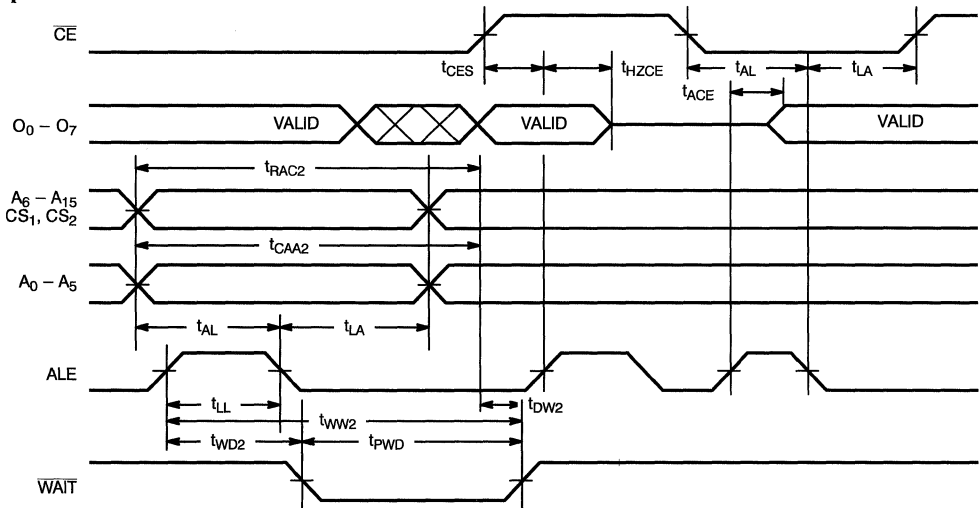 CE
tCES
tHZCE
tAL
tLA
tACE
O0 – O7
VALID
VALID
VALID
tRAC2
A6 – A15
CS1, CS2
tCAA2
A0 – A5
tAL
tLA
ALE
tLL
tDW2
tWW2
tWD2
tPWD
WAIT